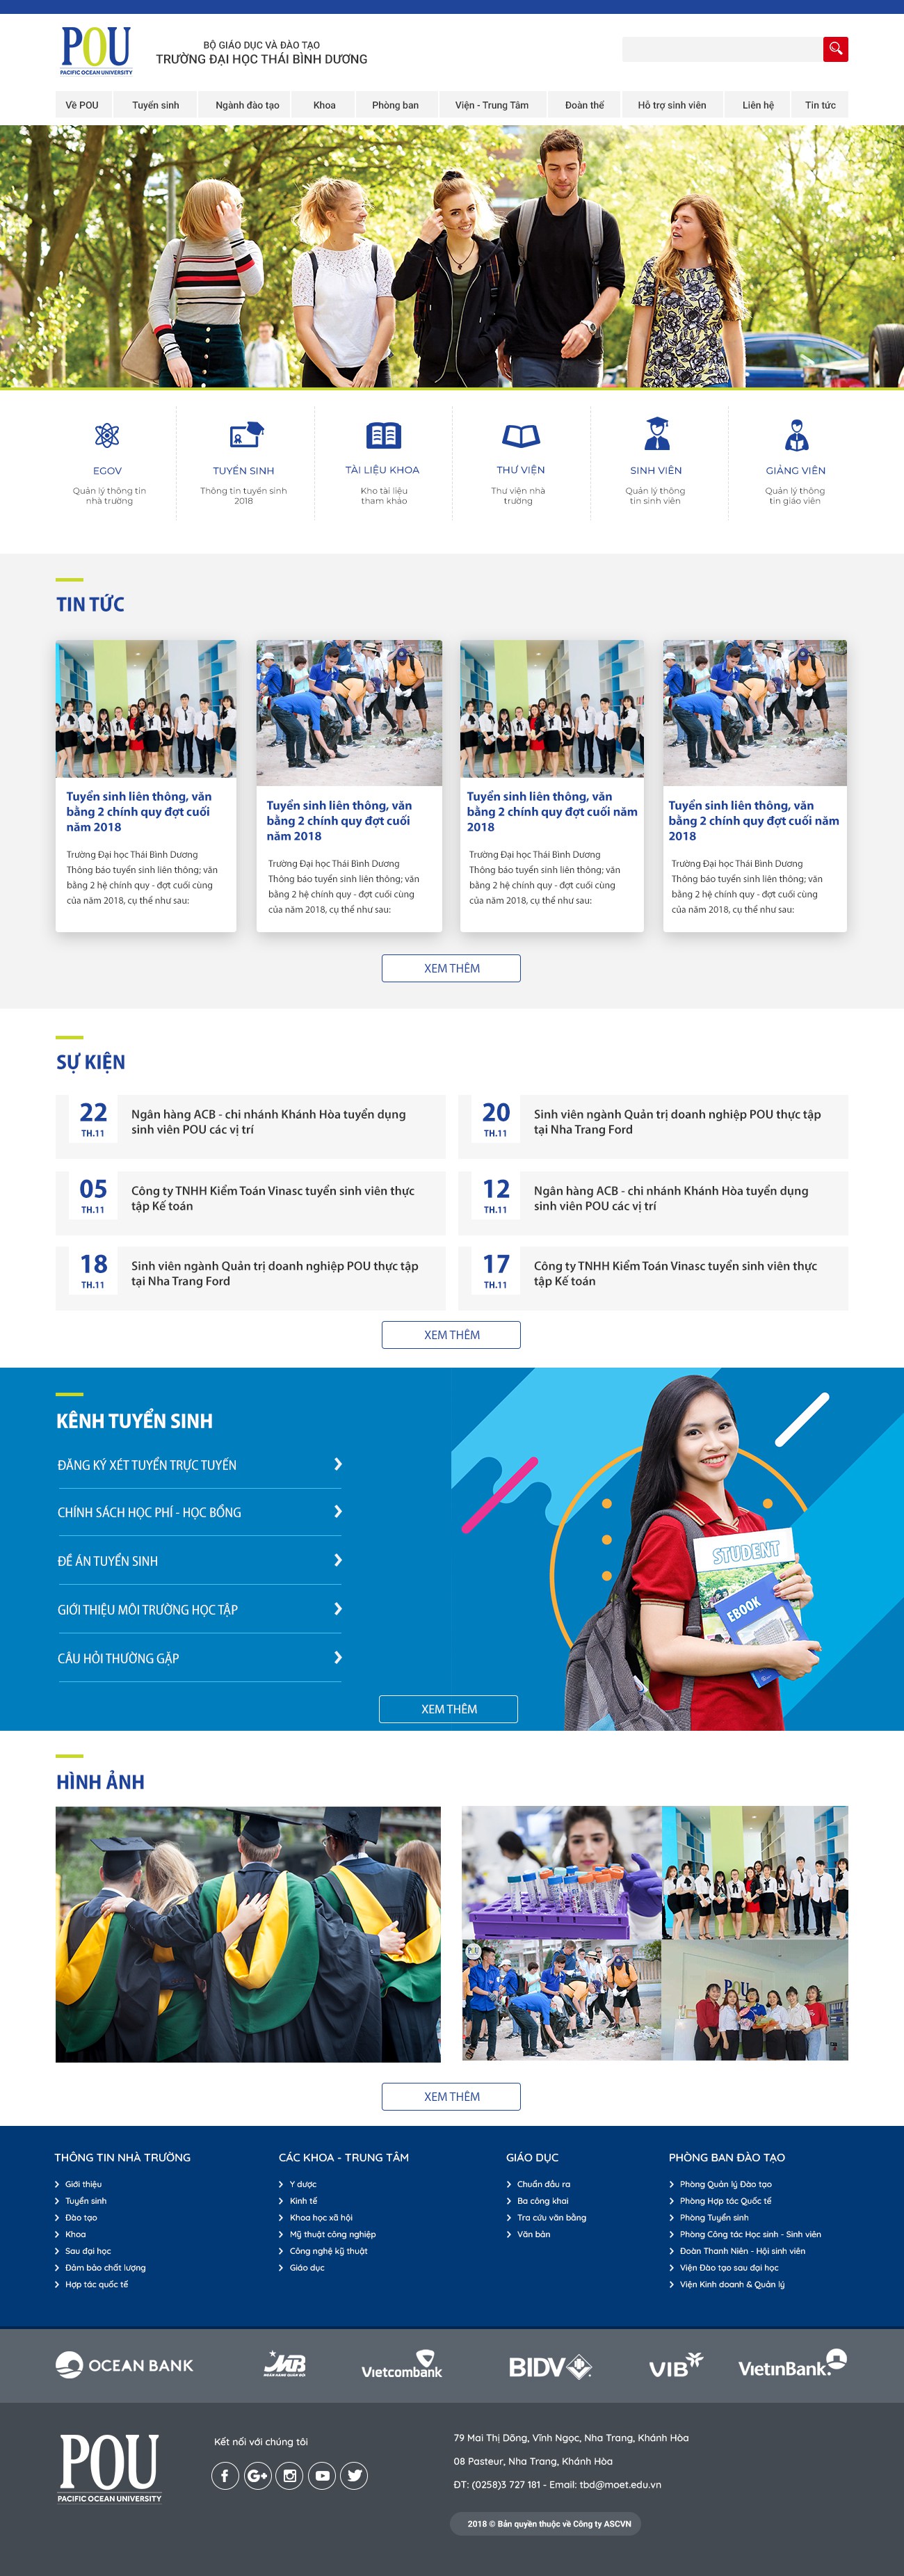 POU
PACIFIC OCEAN UNIVERSITY
BỘ GIÁO DỤC VÀ ĐÀO TẠO
TRƯỜNG ĐẠI HỌC THÁI BÌNH DƯƠNG
Về POU
Tuyển sinh
Ngành đào tạo
Khoa
Phòng ban
Viện - Trung Tâm
Đoàn thể
Hỗ trợ sinh viên
Liên hệ
Tin tức
EGOV
Quản lý thông tin
nhà trường
TUYỂN SINH
Thông tin tuyển sinh
2018
TÀI LIỆU KHOA
Kho tài liệu
tham khảo
THƯ VIỆN
Thư viện nhà
trường
SINH VIÊN
Quản lý thông
tin sinh viên
GIẢNG VIÊN
Quản lý thông
tin giáo viên
TIN TỨC
Tuyển sinh liên thông, văn
bằng 2 chính quy đợt cuối
năm 2018
Trường Đại học Thái Bình Dương
Thông báo tuyển sinh liên thông; văn
bằng 2 hệ chính quy - đợt cuối cùng
của năm 2018, cụ thể như sau:
Tuyển sinh liên thông, văn
bằng 2 chính quy đợt cuối
năm 2018
Trường Đại học Thái Bình Dương
Thông báo tuyển sinh liên thông; văn
bằng 2 hệ chính quy - đợt cuối cùng
của năm 2018, cụ thể như sau:
Tuyển sinh liên thông, văn
bằng 2 chính quy đợt cuối năm
2018
Trường Đại học Thái Bình Dương
Thông báo tuyển sinh liên thông; văn
bằng 2 hệ chính quy - đợt cuối cùng
của năm 2018, cụ thể như sau:
Tuyển sinh liên thông, văn
bằng 2 chính quy đợt cuối năm
2018
Trường Đại học Thái Bình Dương
Thông báo tuyển sinh liên thông; văn
bằng 2 hệ chính quy - đợt cuối cùng
của năm 2018, cụ thể như sau:
XEM THÊM
SỰ KIỆN
22
TH.11
Ngân hàng ACB - chi nhánh Khánh Hòa tuyển dụng
sinh viên POU các vị trí
20
TH.11
Sinh viên ngành Quản trị doanh nghiệp POU thực tập
tại Nha Trang Ford
05
TH.11
Công ty TNHH Kiểm Toán Vinasc tuyển sinh viên thực
tập Kế toán
12
TH.11
Ngân hàng ACB - chi nhánh Khánh Hòa tuyển dụng
sinh viên POU các vị trí
18
TH.11
Sinh viên ngành Quản trị doanh nghiệp POU thực tập
tại Nha Trang Ford
17
TH.11
Công ty TNHH Kiểm Toán Vinasc tuyển sinh viên thực
tập Kế toán
XEM THÊM
KÊNH TUYỂN SINH
ĐĂNG KÝ XÉT TUYỂN TRỰC TUYẾN
CHÍNH SÁCH HỌC PHÍ - HỌC BỔNG
ĐỀ ÁN TUYỂN SINH
GIỚI THIỆU MÔI TRƯỜNG HỌC TẬP
CÂU HỎI THƯỜNG GẶP
STUDENT
EBOOK
XEM THÊM
HÌNH ẢNH
POU
POU
XEM THÊM
THÔNG TIN NHÀ TRƯỜNG
Giới thiệu
Tuyển sinh
Đào tạo
Khoa
Sau đại học
Đảm bảo chất lượng
Hợp tác quốc tế
CÁC KHOA - TRUNG TÂM
Y dược
Kinh tế
Khoa học xã hội
Mỹ thuật công nghiệp
Công nghệ kỹ thuật
Giáo dục
GIÁO DỤC
Chuẩn đầu ra
Ba công khai
Tra cứu văn bằng
Văn bản
PHÒNG BAN ĐÀO TẠO
Phòng Quản lý Đào tạo
Phòng Hợp tác Quốc tế
Phòng Tuyển sinh
Phòng Công tác Học sinh - Sinh viên
Đoàn Thanh Niên - Hội sinh viên
Viện Đào tạo sau đại học
Viện Kinh doanh & Quản lý
OCEAN BANK
MB
NGÂN HÀNG QUÂN ĐỘI
Vietcombank
BIDV
VIB
VietinBank
POU
PACIFIC OCEAN UNIVERSITY
Kết nối với chúng tôi
79 Mai Thị Dõng, Vĩnh Ngọc, Nha Trang, Khánh Hòa
08 Pasteur, Nha Trang, Khánh Hòa
ĐT: (0258)3 727 181 - Email: tbd@moet.edu.vn
2018 © Bản quyền thuộc về Công ty ASCVN